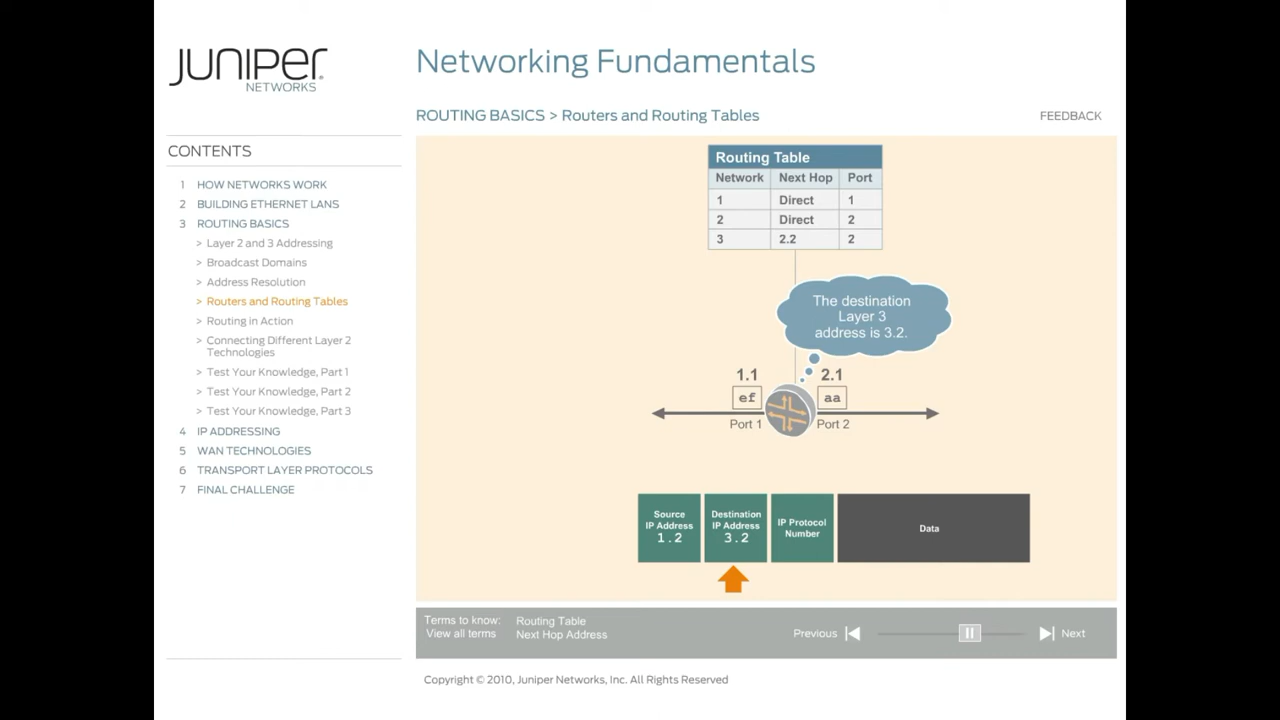 JUNIPER
NETWORKS
Networking Fundamentals
ROUTING BASICS > Routers and Routing Tables
FEEDBACK
CONTENTS
1 HOW NETWORKS WORK
2 BUILDING ETHERNET LANS
3 ROUTING BASICS
> Layer 2 and 3 Addressing
> Broadcast Domains
> Address Resolution
> Routers and Routing Tables
> Routing in Action
> Connecting Different Layer 2
Technologies
> Test Your Knowledge, Part 1
> Test Your Knowledge, Part 2
> Test Your Knowledge, Part 3
4 IP ADDRESSING
5 WAN TECHNOLOGIES
6 TRANSPORT LAYER PROTOCOLS
7 FINAL CHALLENGE
Routing Table
Network Next Hop Port
1 Direct 1
2 Direct 2
3 2.2 2
The destination
Layer 3
address is 3.2.
1.1 2.1
ef aa
Port 1 Port 2
Source
IP Address
1.2
Destination
IP Address
3.2
IP Protocol
Number
Data
Terms to know: Routing Table
View all terms Next Hop Address
Previous Next
Copyright © 2010, Juniper Networks, Inc. All Rights Reserved